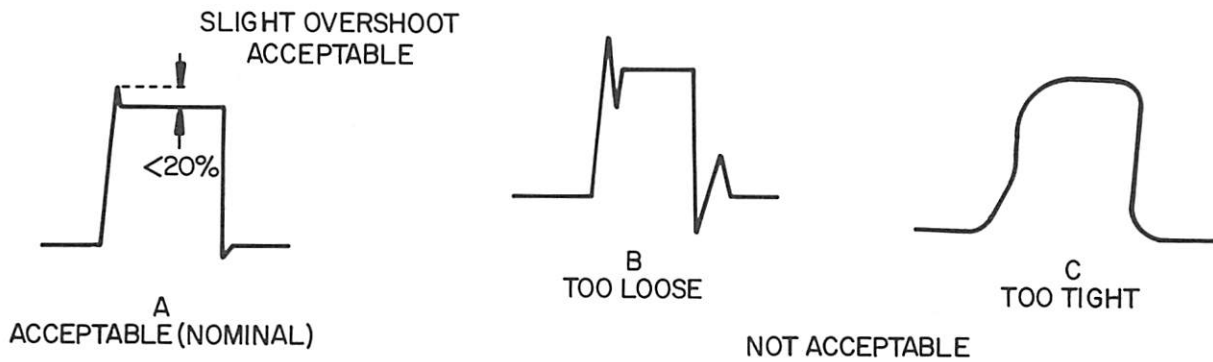 SLIGHT OVERSHOOT
ACCEPTABLE
<20%
A
ACCEPTABLE (NOMINAL)
B
TOO LOOSE
C
TOO TIGHT
NOT ACCEPTABLE